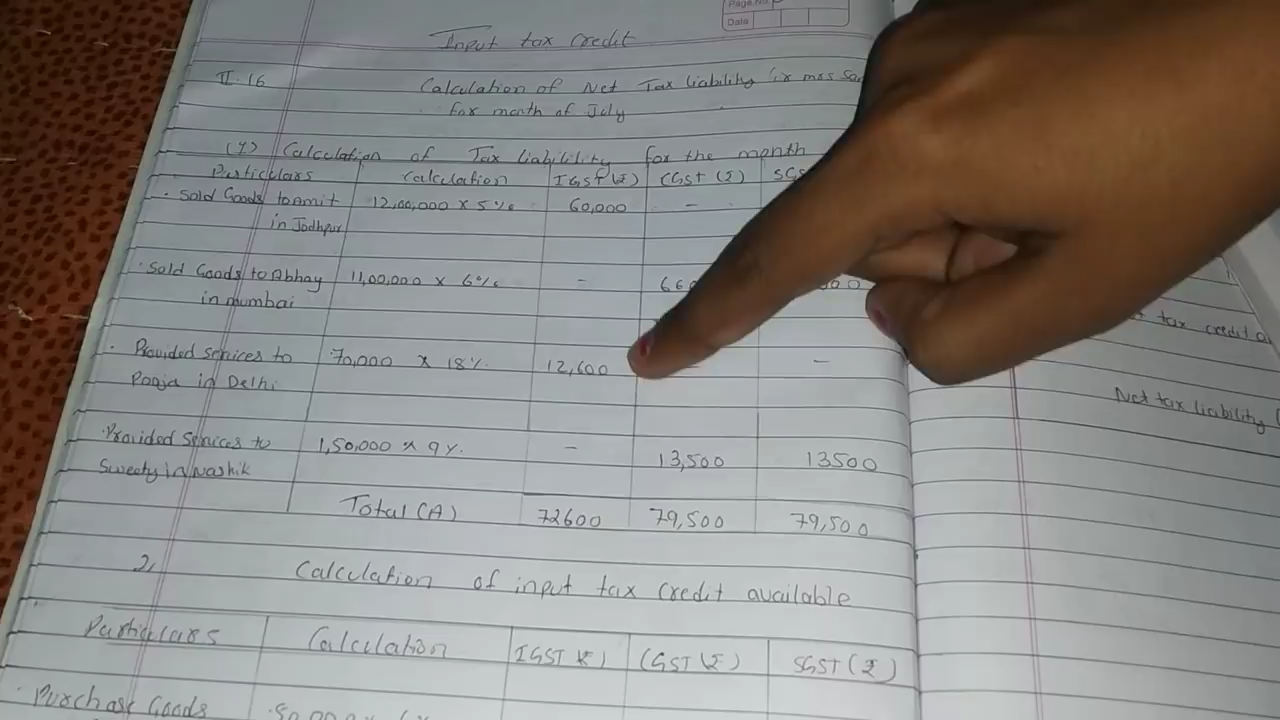 Page No.
Date
Input tax credit
II. 16 Calculation of Net Tax liability
for month of July
(1) Calculation of Tax liabilility for the month
Particlars Calculation IGST (₹) CGST (₹)
· Sold Goods to Amit 12,00,000 x 5% 60,000 -
in Jodhpur
· Sold Goods to Abhay 11,00,000 x 6% -
in mumbai
· Provided services to 70,000 x 18% 12,600 - -
Pooja in Delhi
· Provided services to 1,50,000 x 9%. - 13,500 13500
Sweety in Nashik
Total (A) 72600 79,500 79,500
2, Calculation of input tax credit available
Particlars Calculation IGST (₹) CGST (₹) SGST (₹)
· Purchase Goods
tax credit
Net tax liability